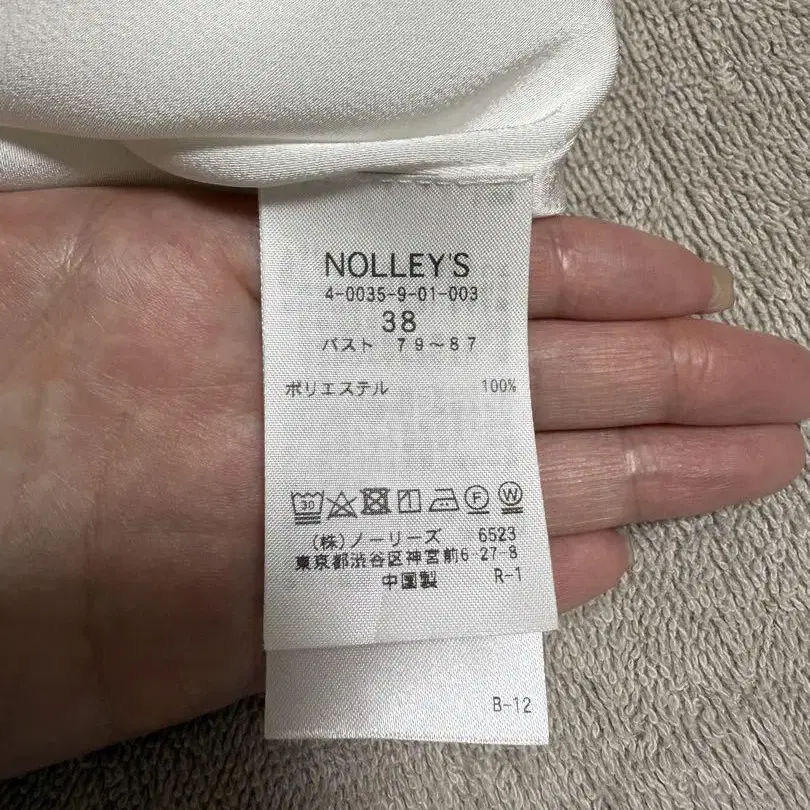 NOLLEY'S
4-0035-9-01-003
38
バスト 79〜87
ポリエステル 100%
30 F W
(株)ノーリーズ 6523
東京都渋谷区神宮前6-27-8
中国製 R-1
B-12